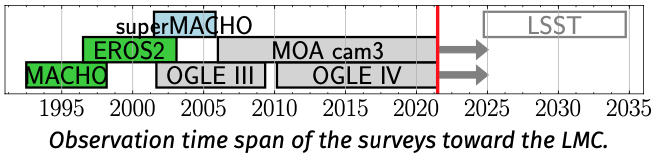 superMACHO LSST
EROS2 MOA cam3
MACHO OGLE III OGLE IV
1995 2000 2005 2010 2015 2020 2025 2030 2035
Observation time span of the surveys toward the LMC.